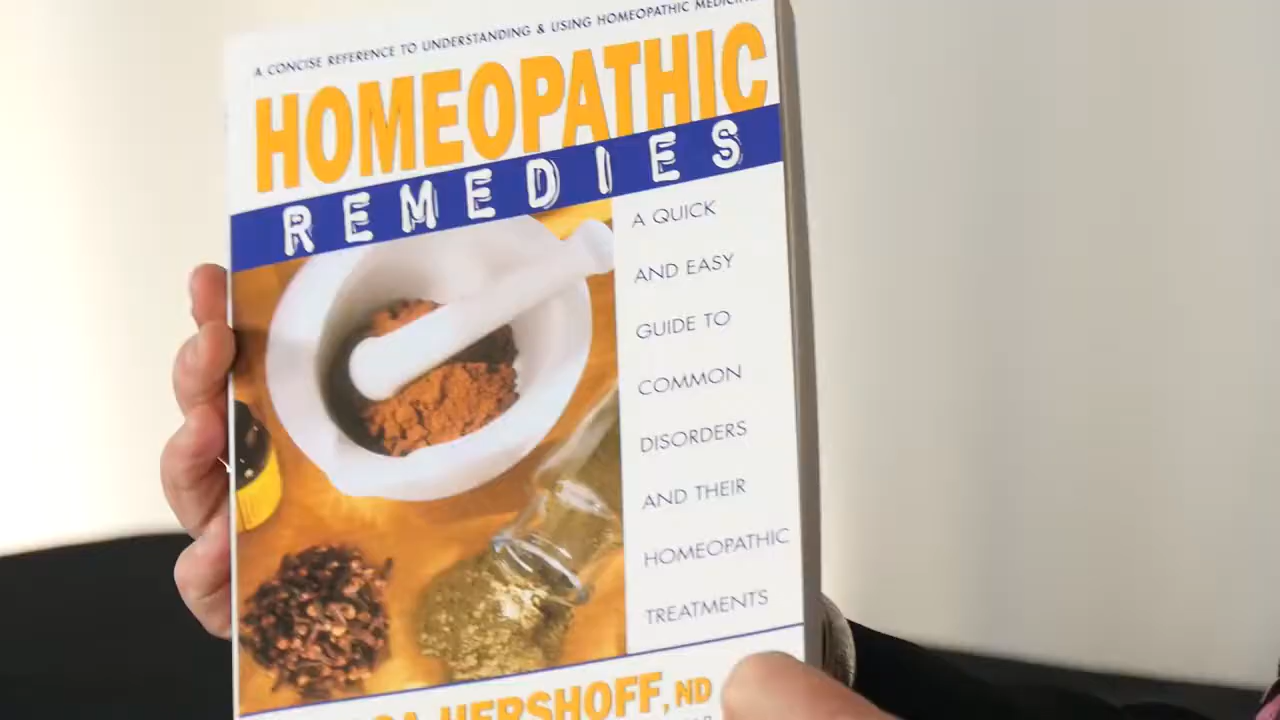 A CONCISE REFERENCE TO UNDERSTANDING & USING HOMEOPATHIC
HOMEOPATHIC
REMEDIES
A QUICK
AND EASY
GUIDE TO
COMMON
DISORDERS
AND THEIR
HOMEOPATHIC
TREATMENTS
HERSHOFF, ND